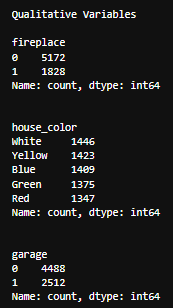 Qualitative Variables
fireplace
0    5172
1    1828
Name: count, dtype: int64
house_color
White     1446
Yellow    1423
Blue      1409
Green     1375
Red       1347
Name: count, dtype: int64
garage
0    4488
1    2512
Name: count, dtype: int64